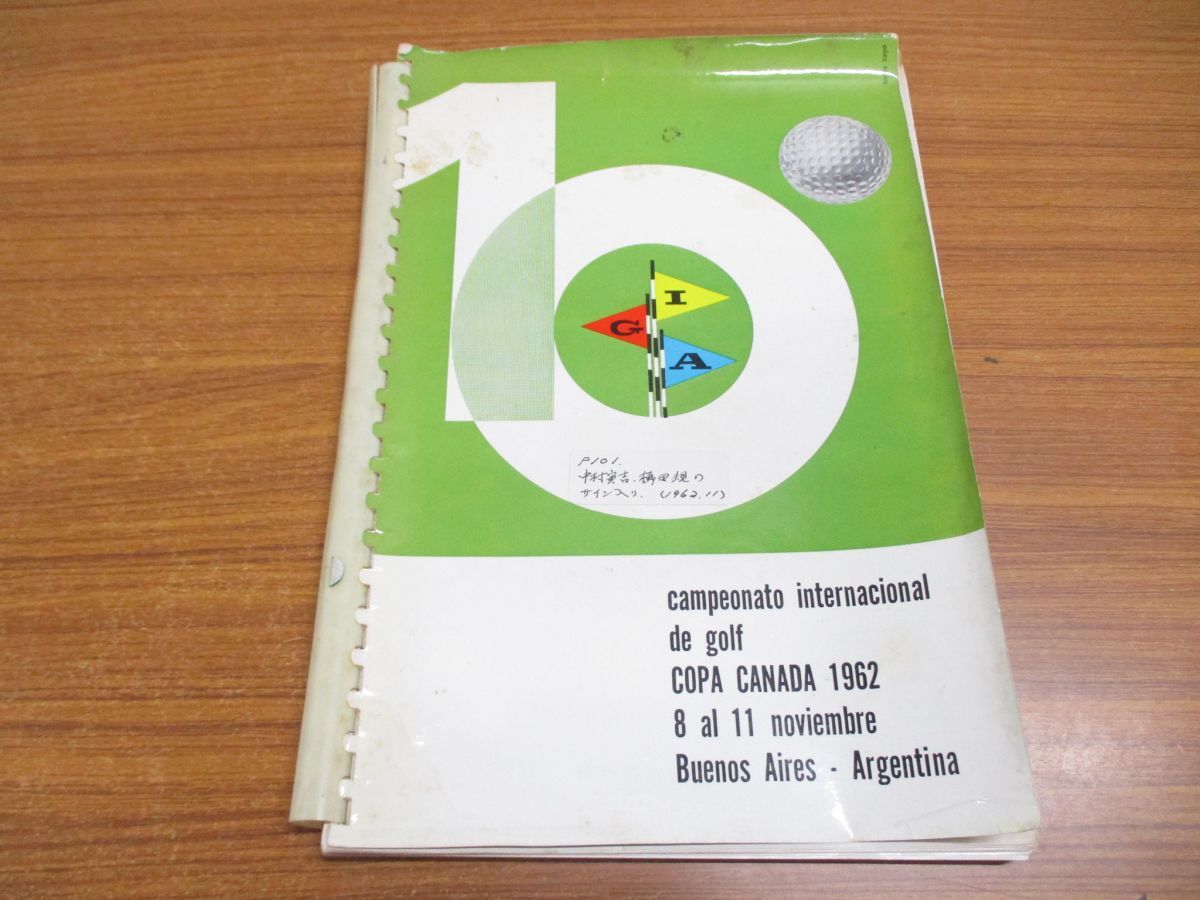 10
I
G
A
P101.
中村寅吉、橘田規の
サイン入り、(1962.11)
campeonato internacional
de golf
COPA CANADA 1962
8 al 11 noviembre
Buenos Aires - Argentina